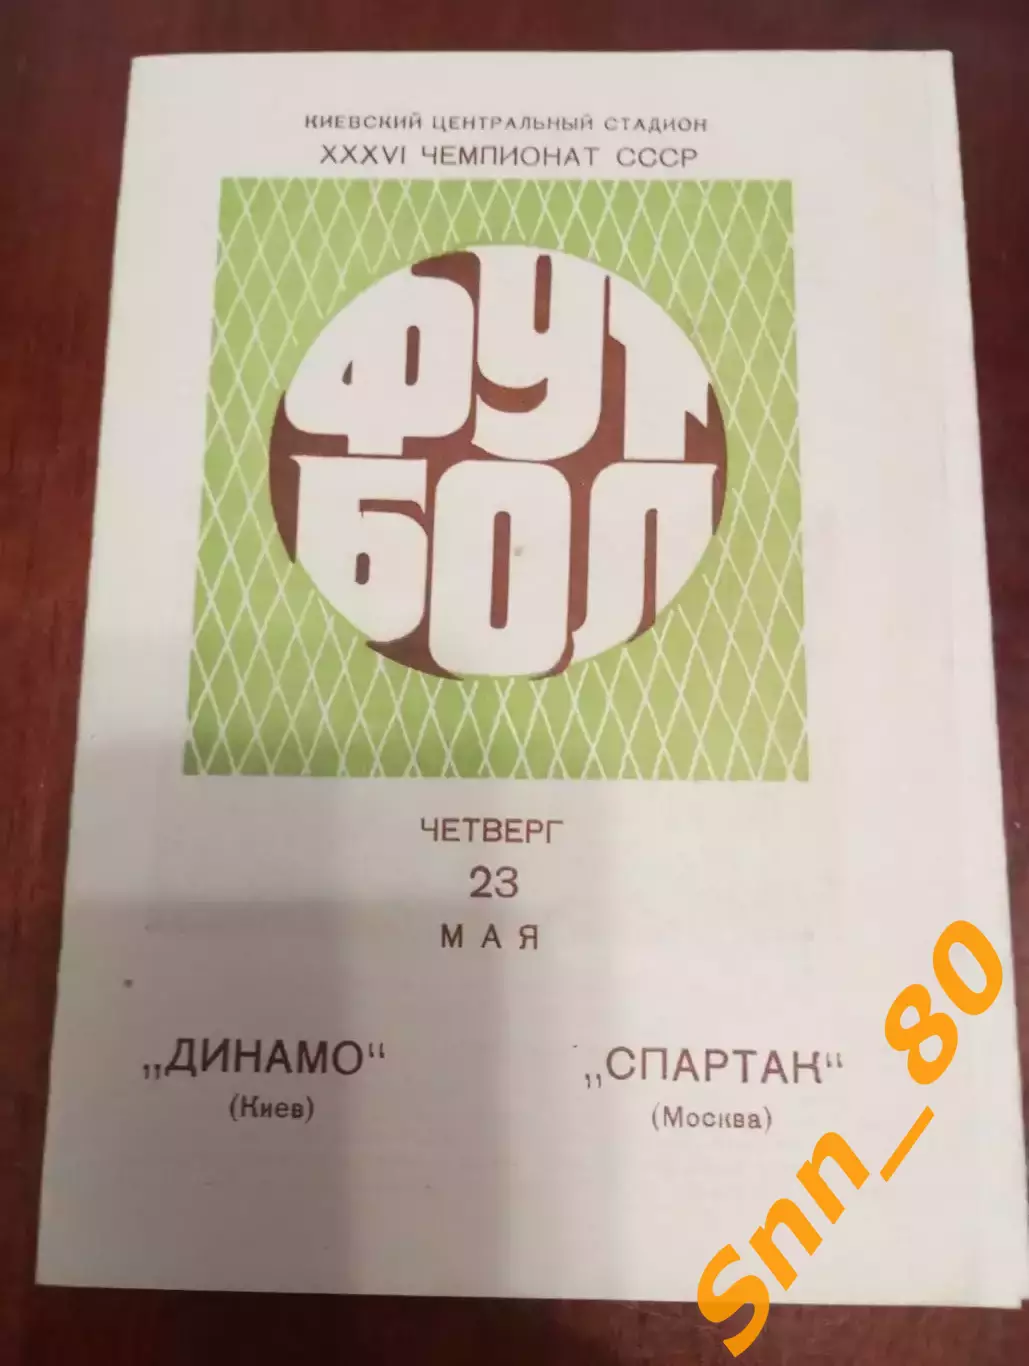 КИЕВСКИЙ ЦЕНТРАЛЬНЫЙ СТАДИОН
XXXVI ЧЕМПИОНАТ СССР
ФУТ
БОЛ
ЧЕТВЕРГ
23
МАЯ
„ДИНАМО“
(Киев)
„СПАРТАК“
(Москва)
Snn_80